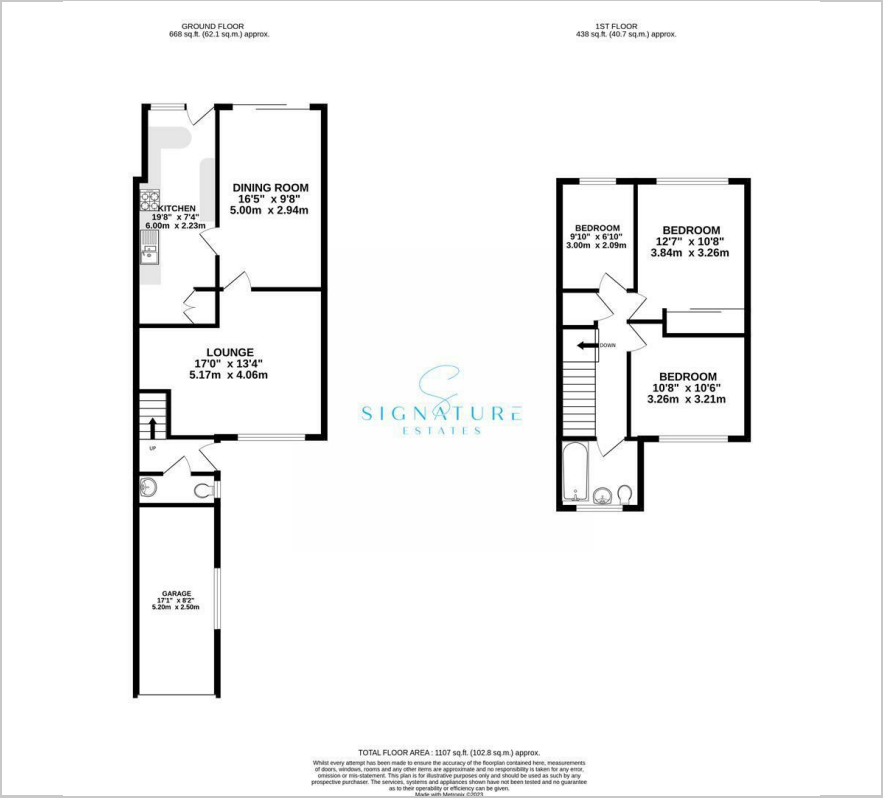 GROUND FLOOR
668 sq.ft. (62.1 sq.m.) approx.
1ST FLOOR
438 sq.ft. (40.7 sq.m.) approx.
KITCHEN
19'8" x 7'4"
6.00m x 2.23m
DINING ROOM
16'5" x 9'8"
5.00m x 2.94m
LOUNGE
17'0" x 13'4"
5.17m x 4.06m
UP
GARAGE
17'1" x 8'2"
5.20m x 2.50m
BEDROOM
9'10" x 6'10"
3.00m x 2.09m
BEDROOM
12'7" x 10'8"
3.84m x 3.26m
DOWN
BEDROOM
10'8" x 10'6"
3.26m x 3.21m
S
SIGNATURE
ESTATES
TOTAL FLOOR AREA : 1107 sq.ft. (102.8 sq.m.) approx.
Whilst every attempt has been made to ensure the accuracy of the floorplan contained here, measurements
of doors, windows, rooms and any other items are approximate and no responsibility is taken for any error,
omission or mis-statement. This plan is for illustrative purposes only and should be used as such by any
prospective purchaser. The services, systems and appliances shown have not been tested and no guarantee
as to their operability or efficiency can be given.
Made with Metropix ©2023